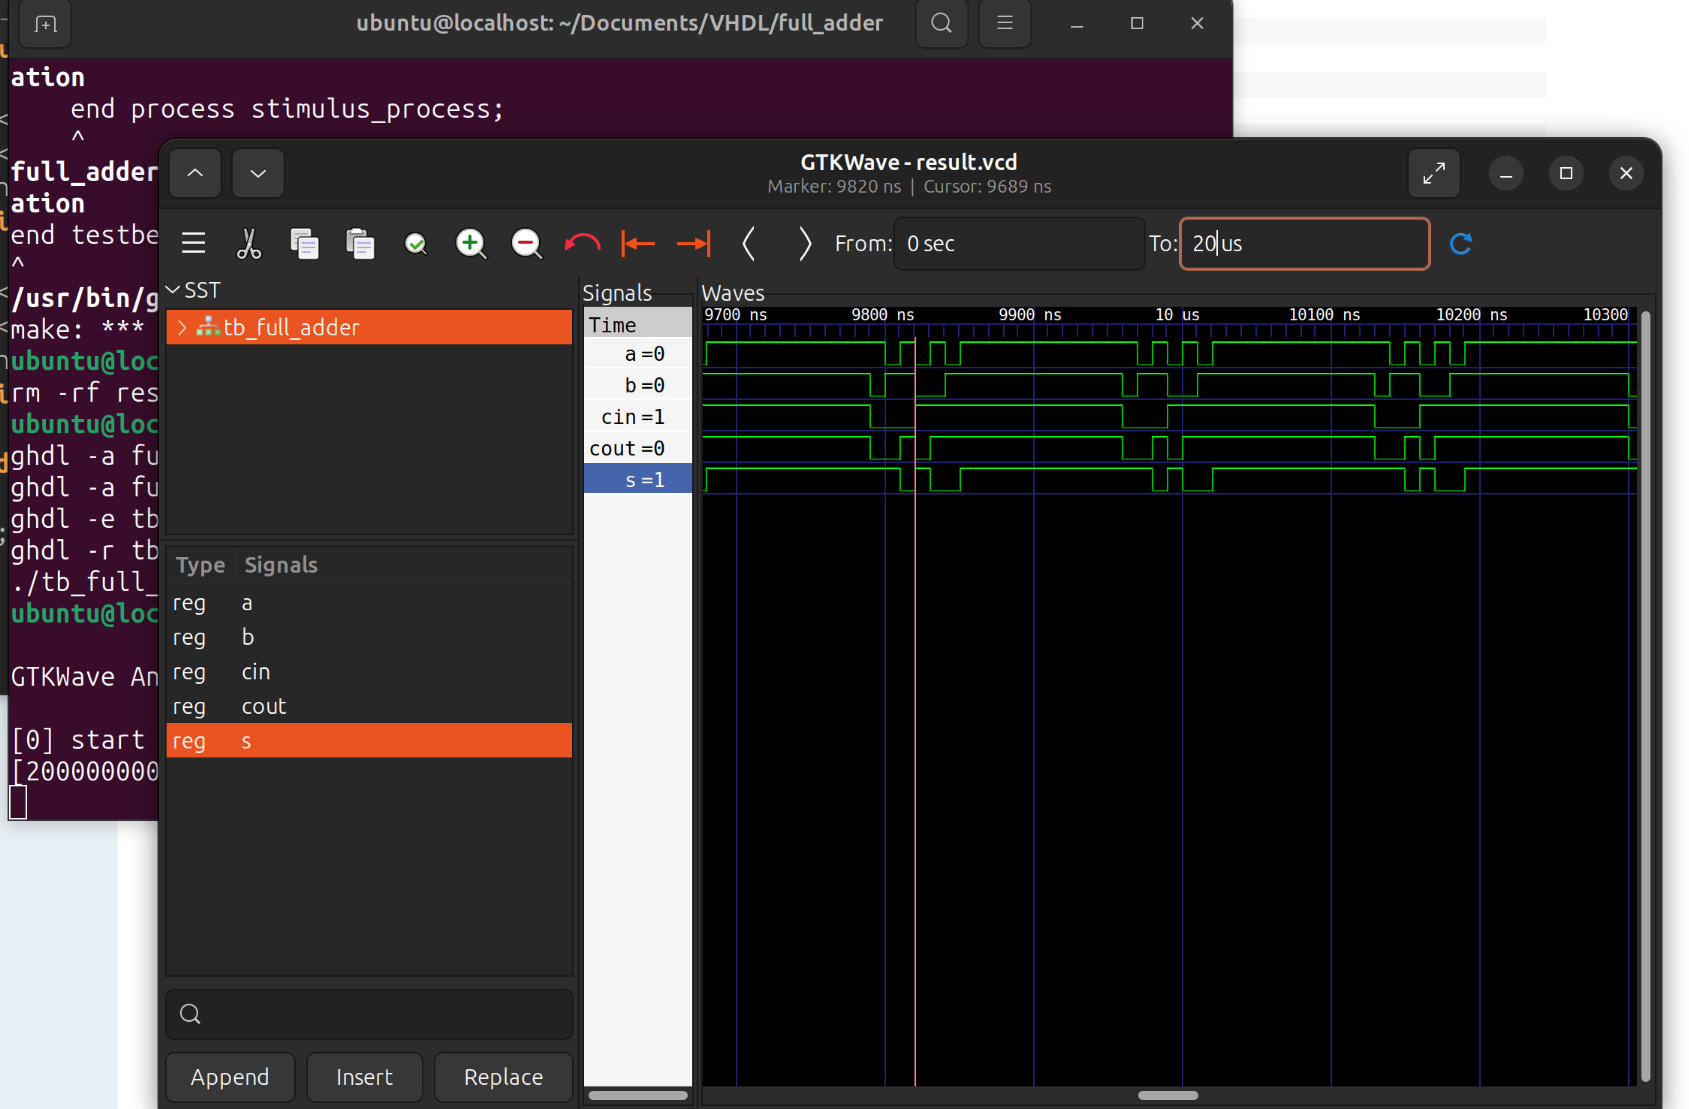 ubuntu@localhost: ~/Documents/VHDL/full_adder
ation
end process stimulus_process;
^
full_adder
ation
end testbe
^
/usr/bin/g
make: ***
ubuntu@loc
rm -rf res
ubuntu@loc
ghdl -a fu
ghdl -a fu
ghdl -e tb
ghdl -r tb
./tb_full_
ubuntu@loc
GTKWave An
[0] start
[200000000
GTKWave - result.vcd
Marker: 9820 ns | Cursor: 9689 ns
From: 0 sec To: 20 us
SST
tb_full_adder
Type Signals
reg a
reg b
reg cin
reg cout
reg s
Append Insert Replace
Signals
Time
a=0
b=0
cin=1
cout=0
s=1
Waves
9700 ns 9800 ns 9900 ns 10 us 10100 ns 10200 ns 10300